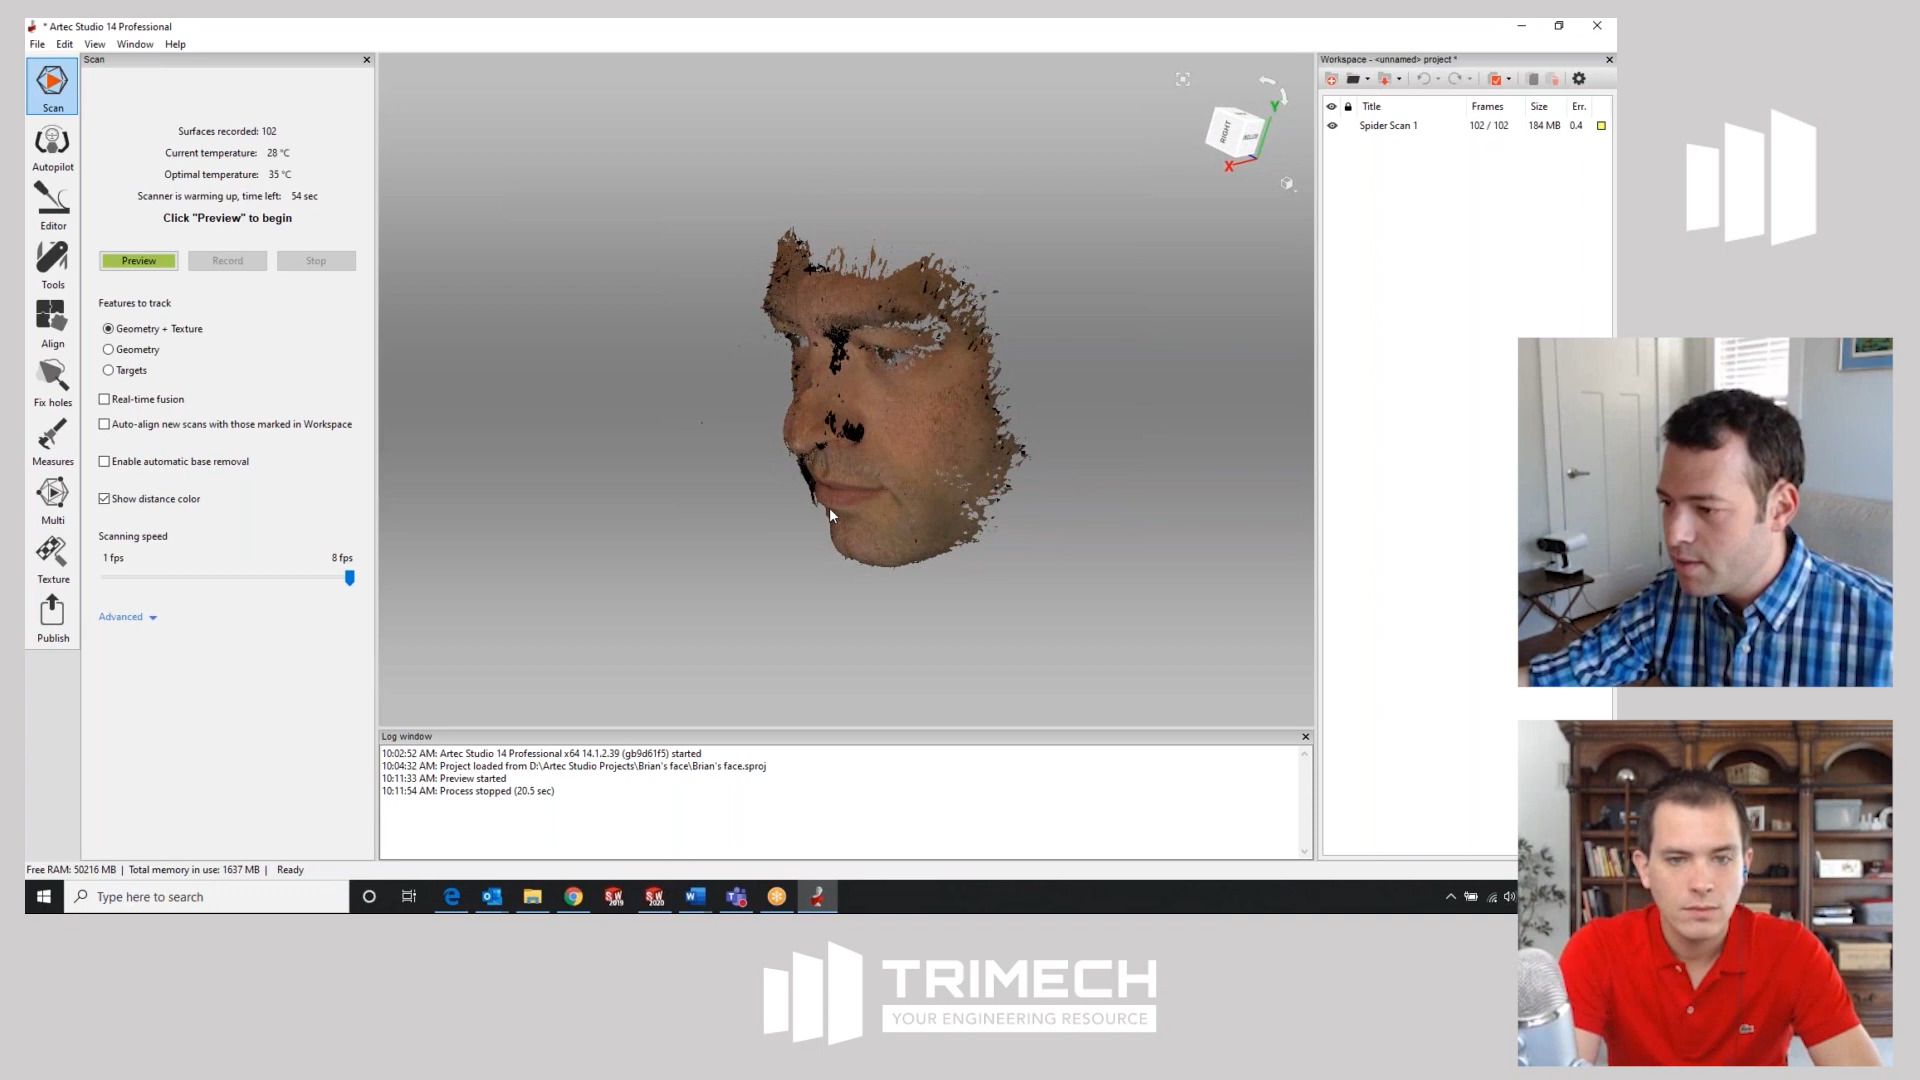 * Artec Studio 14 Professional
File Edit View Window Help
Scan
Scan
Autopilot
Editor
Tools
Align
Fix holes
Measures
Multi
Texture
Publish
Surfaces recorded: 102
Current temperature: 28 °C
Optimal temperature: 35 °C
Scanner is warming up, time left: 54 sec
Click "Preview" to begin
Preview Record Stop
Features to track
Geometry + Texture
Geometry
Targets
Real-time fusion
Auto-align new scans with those marked in Workspace
Enable automatic base removal
Show distance color
Scanning speed
1 fps 8 fps
Advanced
RIGHT
Y
X
Workspace - <unnamed> project *
Title Frames Size Err.
Spider Scan 1 102 / 102 184 MB 0.4
Log window
10:02:52 AM: Artec Studio 14 Professional x64 14.1.2.39 (gb9d61f5) started
10:04:32 AM: Project loaded from D:\Artec Studio Projects\Brian's face\Brian's face.sproj
10:11:33 AM: Preview started
10:11:54 AM: Process stopped (20.5 sec)
Free RAM: 50216 MB | Total memory in use: 1637 MB | Ready
Type here to search
SW 2019
SW 2020
TRIMECH
YOUR ENGINEERING RESOURCE